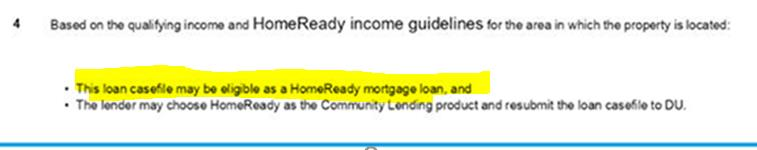 4 Based on the qualifying income and HomeReady income guidelines for the area in which the property is located:
• This loan casefile may be eligible as a HomeReady mortgage loan, and
• The lender may choose HomeReady as the Community Lending product and resubmit the loan casefile to DU.